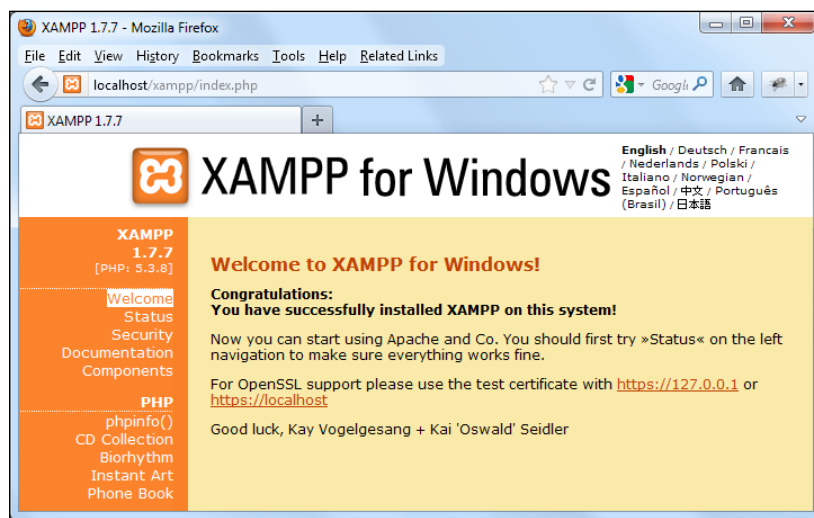 XAMPP 1.7.7 - Mozilla Firefox
File Edit View History Bookmarks Tools Help Related Links
localhost/xampp/index.php
Google
XAMPP 1.7.7
XAMPP for Windows
English / Deutsch / Francais
/ Nederlands / Polski /
Italiano / Norwegian /
Español / 中文 / Português
(Brasil) / 日本語
XAMPP
1.7.7
[PHP: 5.3.8]
Welcome
Status
Security
Documentation
Components
PHP
phpinfo()
CD Collection
Biorhythm
Instant Art
Phone Book
Welcome to XAMPP for Windows!
Congratulations:
You have successfully installed XAMPP on this system!
Now you can start using Apache and Co. You should first try »Status« on the left
navigation to make sure everything works fine.
For OpenSSL support please use the test certificate with https://127.0.0.1 or
https://localhost
Good luck, Kay Vogelgesang + Kai 'Oswald' Seidler